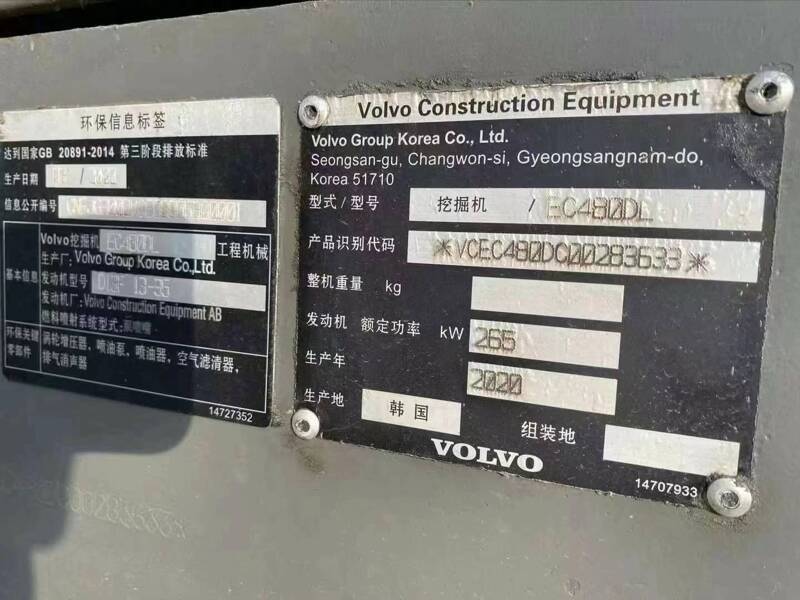 环保信息标签
达到国家GB 20891-2014 第三阶段排放标准
生产日期
信息公开编号
基本信息
Volvo挖掘机 EC480DL 工程机械
生产厂: Volvo Group Korea Co.,Ltd.
发动机型号
发动机厂: Volvo Construction Equipment AB
燃料喷射系统型式:
环保关键零部件
涡轮增压器, 喷油泵, 喷油器, 空气滤清器,
排气消声器
14727352
Volvo Construction Equipment
Volvo Group Korea Co., Ltd.
Seongsan-gu, Changwon-si, Gyeongsangnam-do,
Korea 51710
型式 / 型号 挖掘机 / EC480DL
产品识别代码 *VCEC480DC00283633*
整机重量 kg
发动机 额定功率 kW 265
生产年 2020
生产地 韩国 组装地
VOLVO
14707933